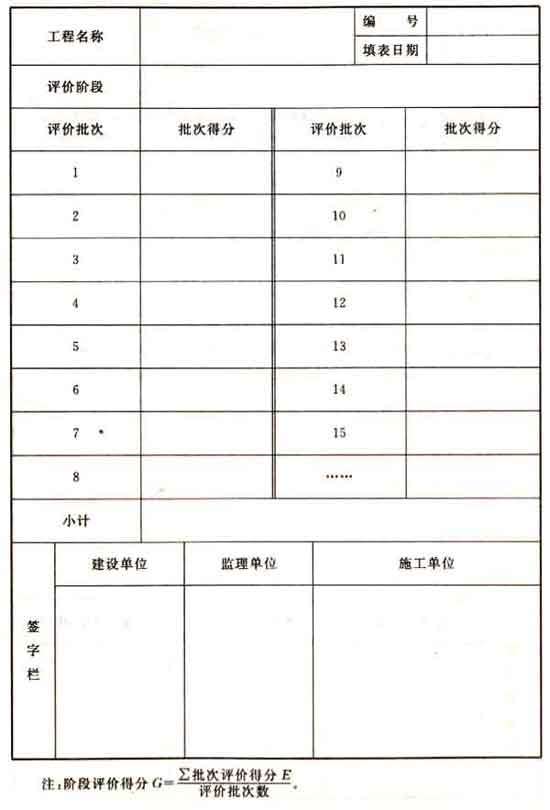 工程名称 编 号
填表日期
评价阶段
评价批次 批次得分 评价批次 批次得分
1 9
2 10
3 11
4 12
5 13
6 14
7 15
8 ……
小计
签字栏 建设单位 监理单位 施工单位
注:阶段评价得分 G=∑批次评价得分 E/评价批次数。